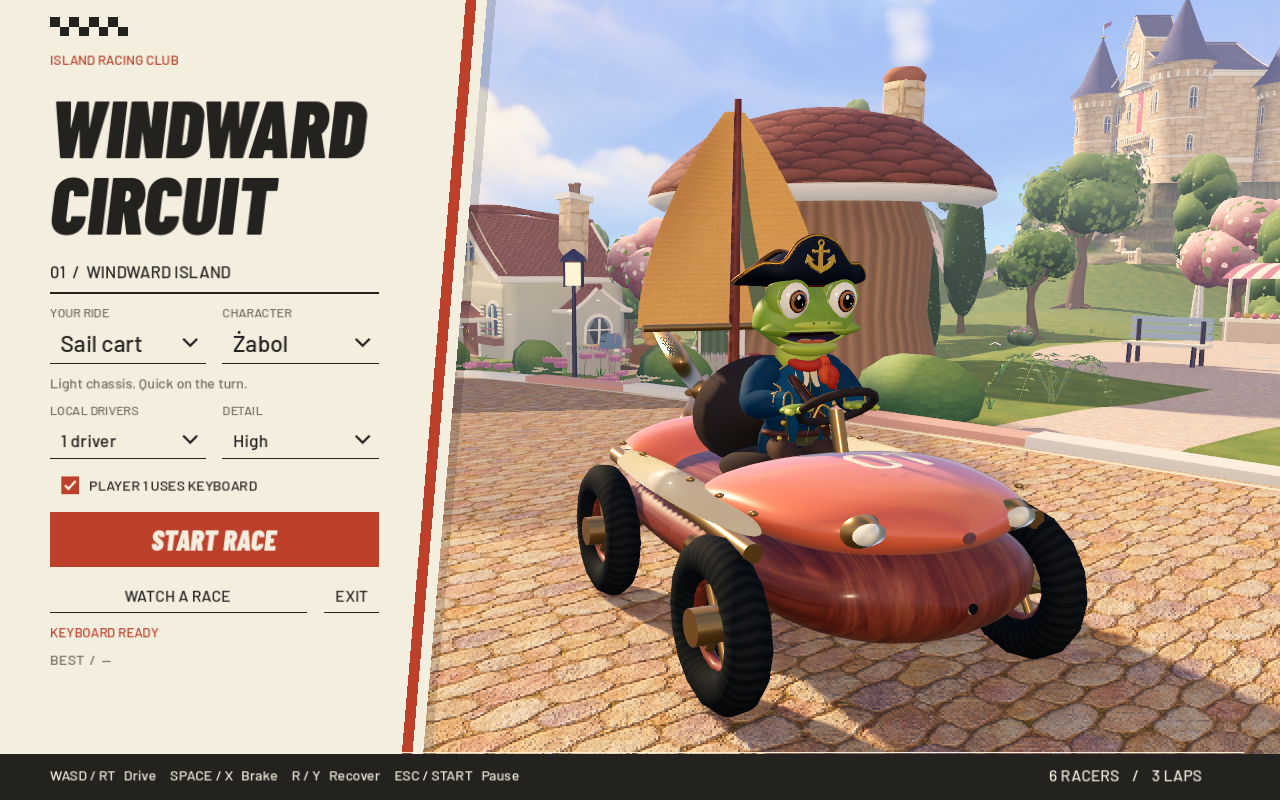 ISLAND RACING CLUB
WINDWARD
CIRCUIT
01 / WINDWARD ISLAND
YOUR RIDE CHARACTER
Sail cart Żabol
Light chassis. Quick on the turn.
LOCAL DRIVERS DETAIL
1 driver High
PLAYER 1 USES KEYBOARD
START RACE
WATCH A RACE EXIT
KEYBOARD READY
BEST / –
WASD / RT Drive SPACE / X Brake R / Y Recover ESC / START Pause 6 RACERS / 3 LAPS